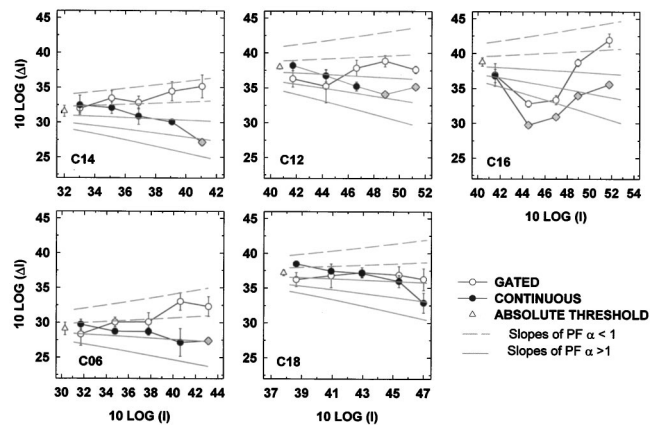 45
40
35
30
25
10 LOG (ΔI)
C14
32 34 36 38 40 42
45
40
35
30
25
C12
40 42 44 46 48 50 52
45
40
35
30
25
C16
40 42 44 46 48 50 52 54
10 LOG (I)
45
40
35
30
25
10 LOG (ΔI)
C06
30 32 34 36 38 40 42 44
10 LOG (I)
45
40
35
30
25
C18
37 39 41 43 45 47
10 LOG (I)
GATED
CONTINUOUS
ABSOLUTE THRESHOLD
Slopes of PF α < 1
Slopes of PF α >1